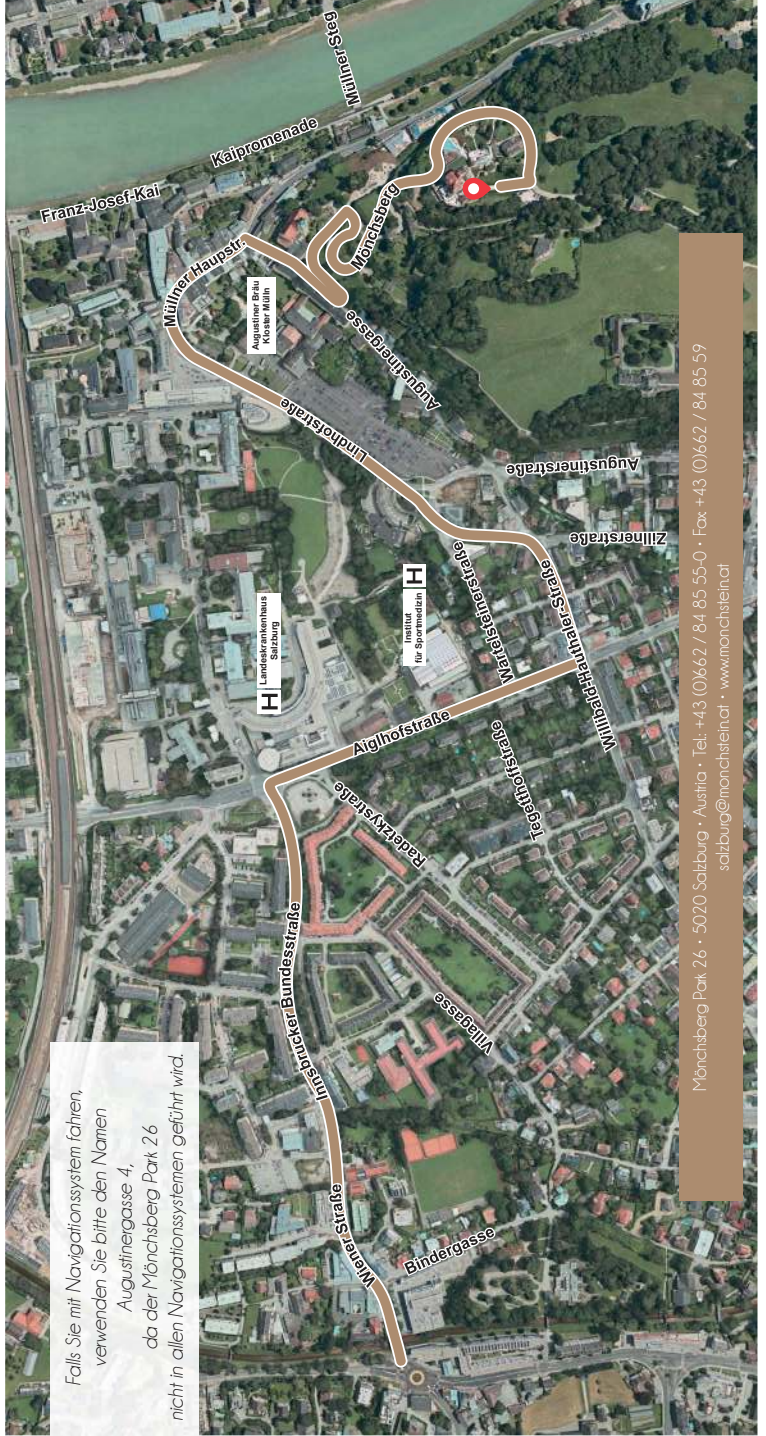 Falls Sie mit Navigationssystem fahren,
verwenden Sie bitte den Namen
Augustinergasse 4,
da der Mönchsberg Park 26
nicht in allen Navigationssystemen geführt wird.
Wiener Straße
Bindergasse
Innsbrucker Bundesstraße
Villagasse
Radetzkystraße
Aiglhofstraße
Tegetthoffstraße
H Landeskrankenhaus
Salzburg
Institut
für Sportmedizin H
Wartelsteinerstraße
Willibald-Hauthaler-Straße
Zillnerstraße
Augustinerstraße
Lindhofstraße
Augustinergasse
Augustiner Bräu
Kloster Mülln
Müllner Haupstr.
Mönchsberg
Franz-Josef-Kai
Kaipromenade
Müllner-Steg
Mönchsberg Park 26 • 5020 Salzburg • Austria • Tel.: +43 (0)662 / 84 85 55-0 • Fax: +43 (0)662 / 84 85 59
salzburg@monchstein.at • www.monchstein.at